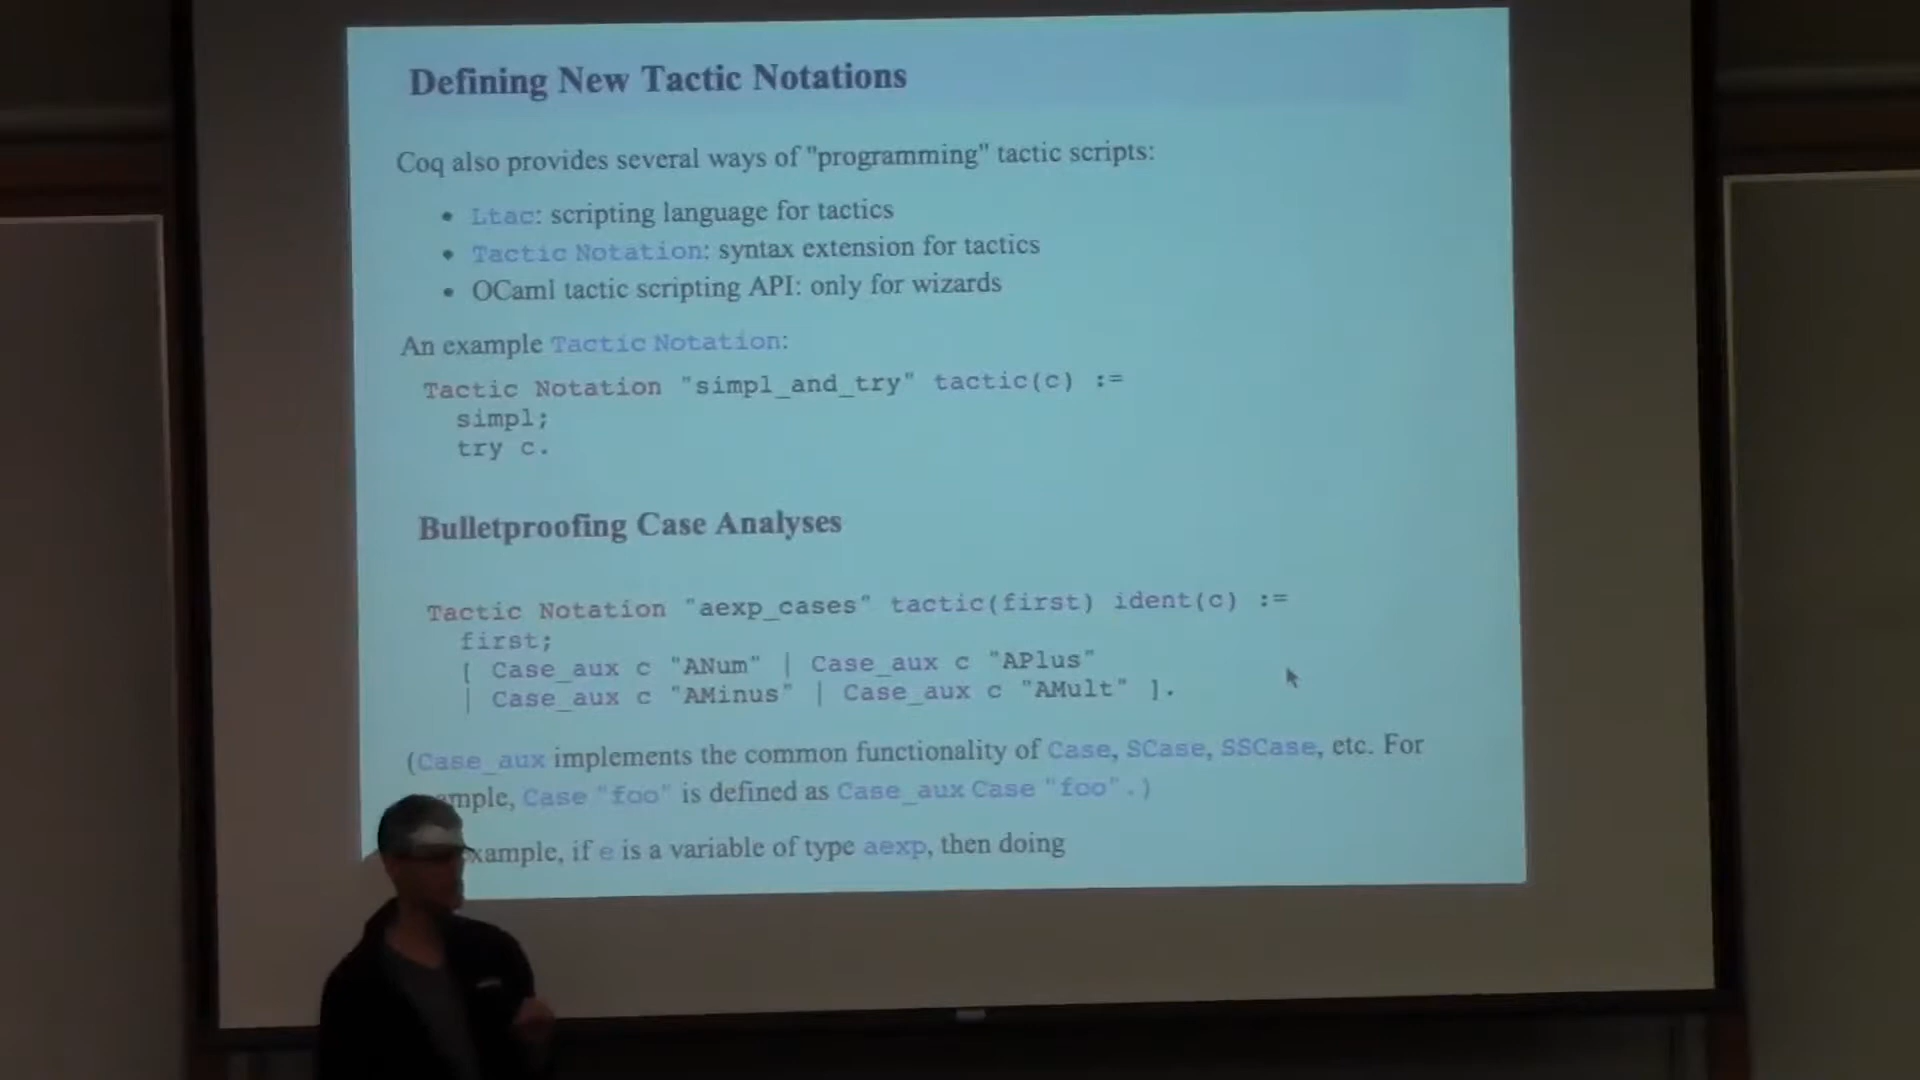 Defining New Tactic Notations
Coq also provides several ways of "programming" tactic scripts:
• Ltac: scripting language for tactics
• Tactic Notation: syntax extension for tactics
• OCaml tactic scripting API: only for wizards
An example Tactic Notation:
Tactic Notation "simpl_and_try" tactic(c) :=
simpl;
try c.
Bulletproofing Case Analyses
Tactic Notation "aexp_cases" tactic(first) ident(c) :=
first;
[ Case_aux c "ANum" | Case_aux c "APlus"
| Case_aux c "AMinus" | Case_aux c "AMult" ].
(Case_aux implements the common functionality of Case, SCase, SSCase, etc. For
mple, Case "foo" is defined as Case_aux Case "foo".)
xample, if e is a variable of type aexp, then doing